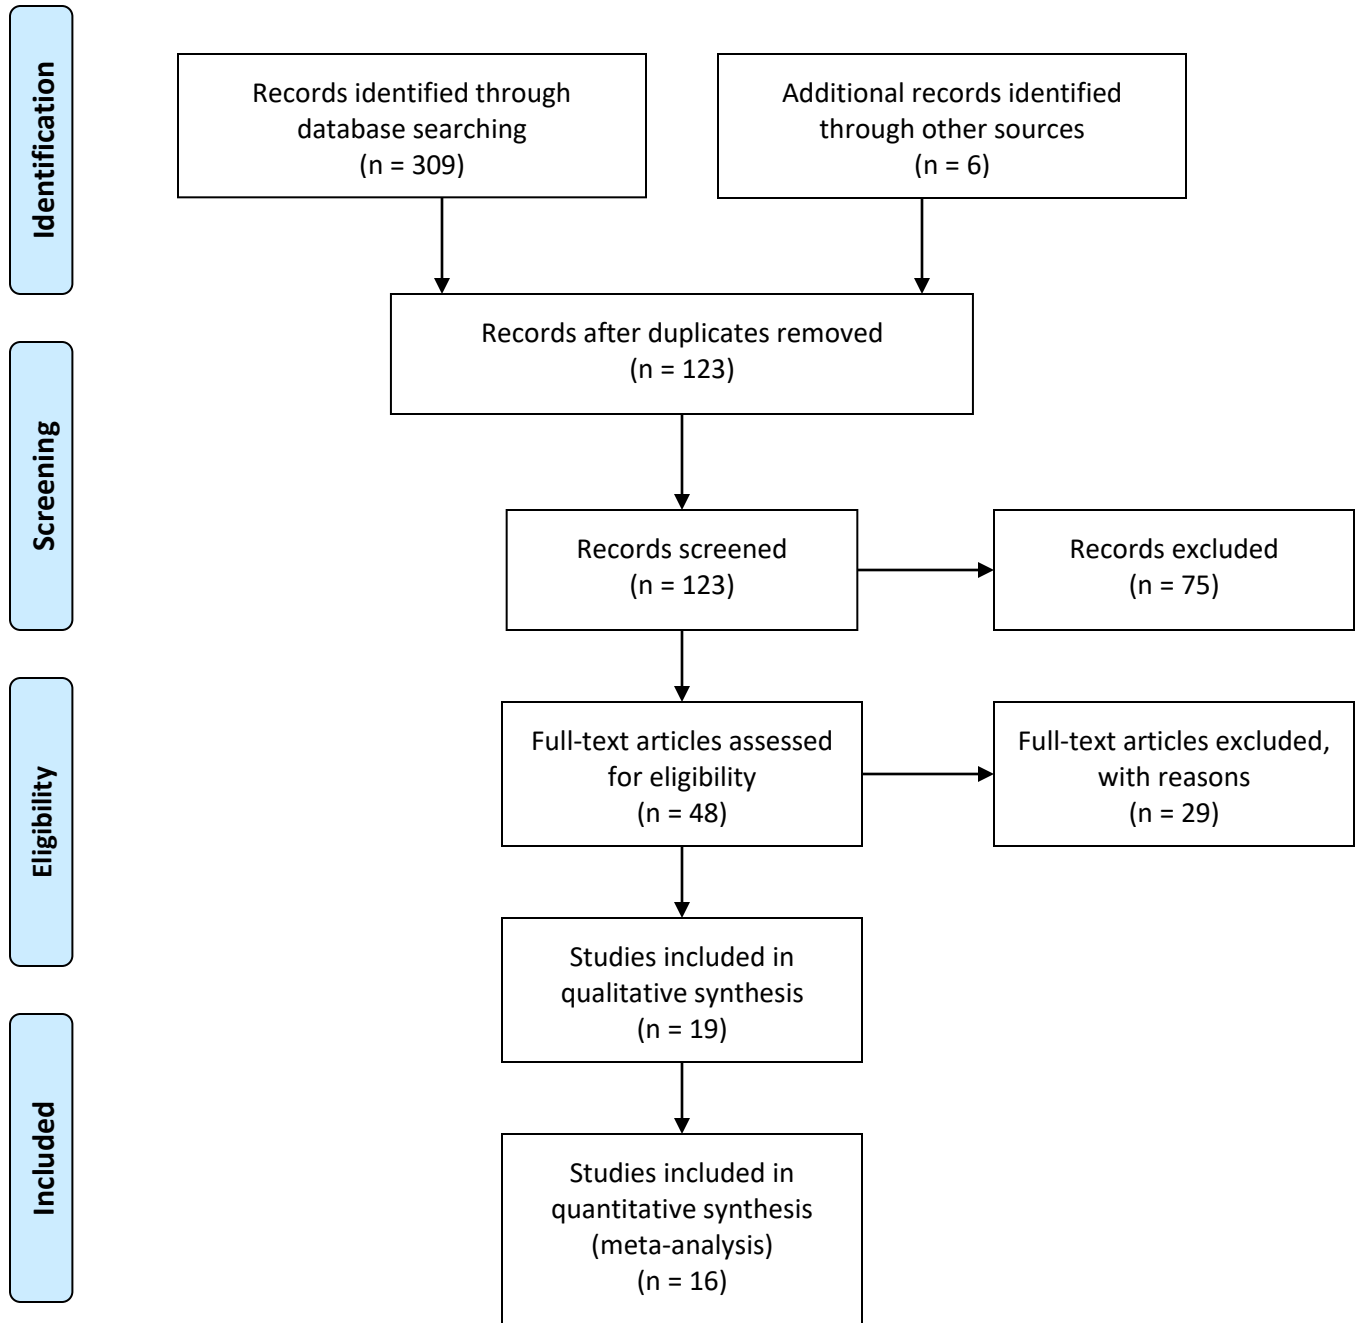 Identification
Records identified through
database searching
(n = 309)
Additional records identified
through other sources
(n = 6)
Records after duplicates removed
(n = 123)
Screening
Records screened
(n = 123)
Records excluded
(n = 75)
Eligibility
Full-text articles assessed
for eligibility
(n = 48)
Full-text articles excluded,
with reasons
(n = 29)
Studies included in
qualitative synthesis
(n = 19)
Included
Studies included in
quantitative synthesis
(meta-analysis)
(n = 16)